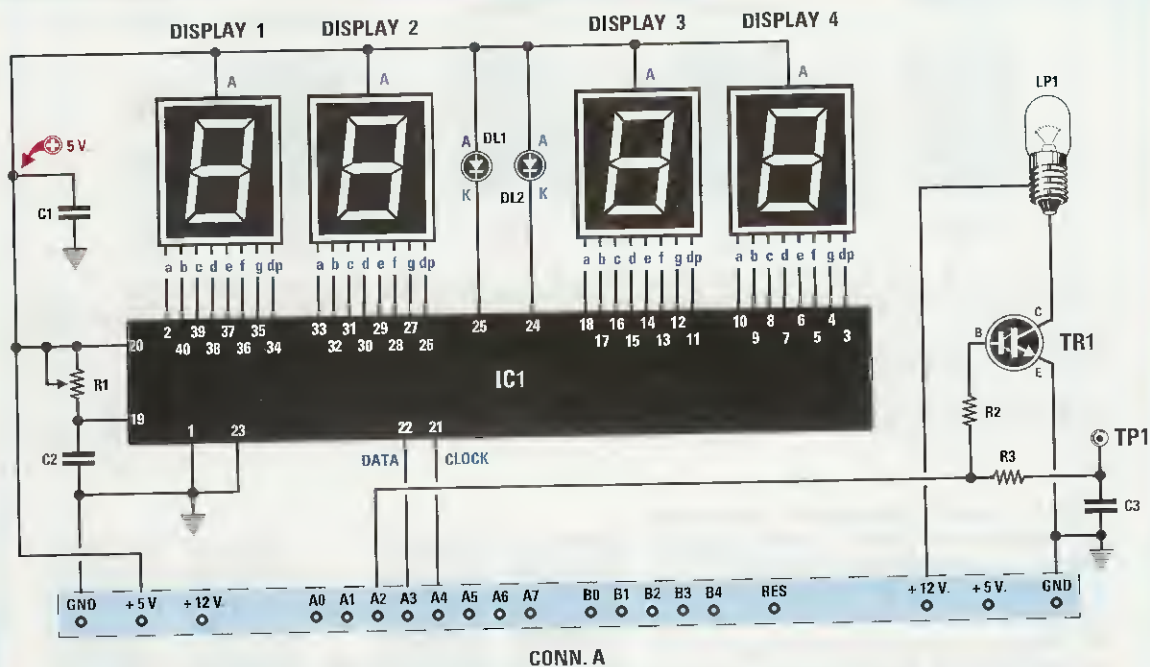 DISPLAY 1 DISPLAY 2 DISPLAY 3 DISPLAY 4
A A A A LP1
5 V.
C1
A DL1 A
K DL2 K
a b c d e f g dp a b c d e f g dp a b c d e f g dp a b c d e f g dp
2 39 37 35 33 31 29 27 25 24 18 16 14 12 10 8 6 4
40 38 36 34 32 30 28 26 17 15 13 11 9 7 5 3
C
B TR1
E
20
R1 IC1
19
1 23 22 21
R2
C2 DATA CLOCK R3 TP1
C3
GND + 5 V + 12 V. A0 A1 A2 A3 A4 A5 A6 A7 B0 B1 B2 B3 B4 RES + 12 V. + 5 V. GND
CONN. A